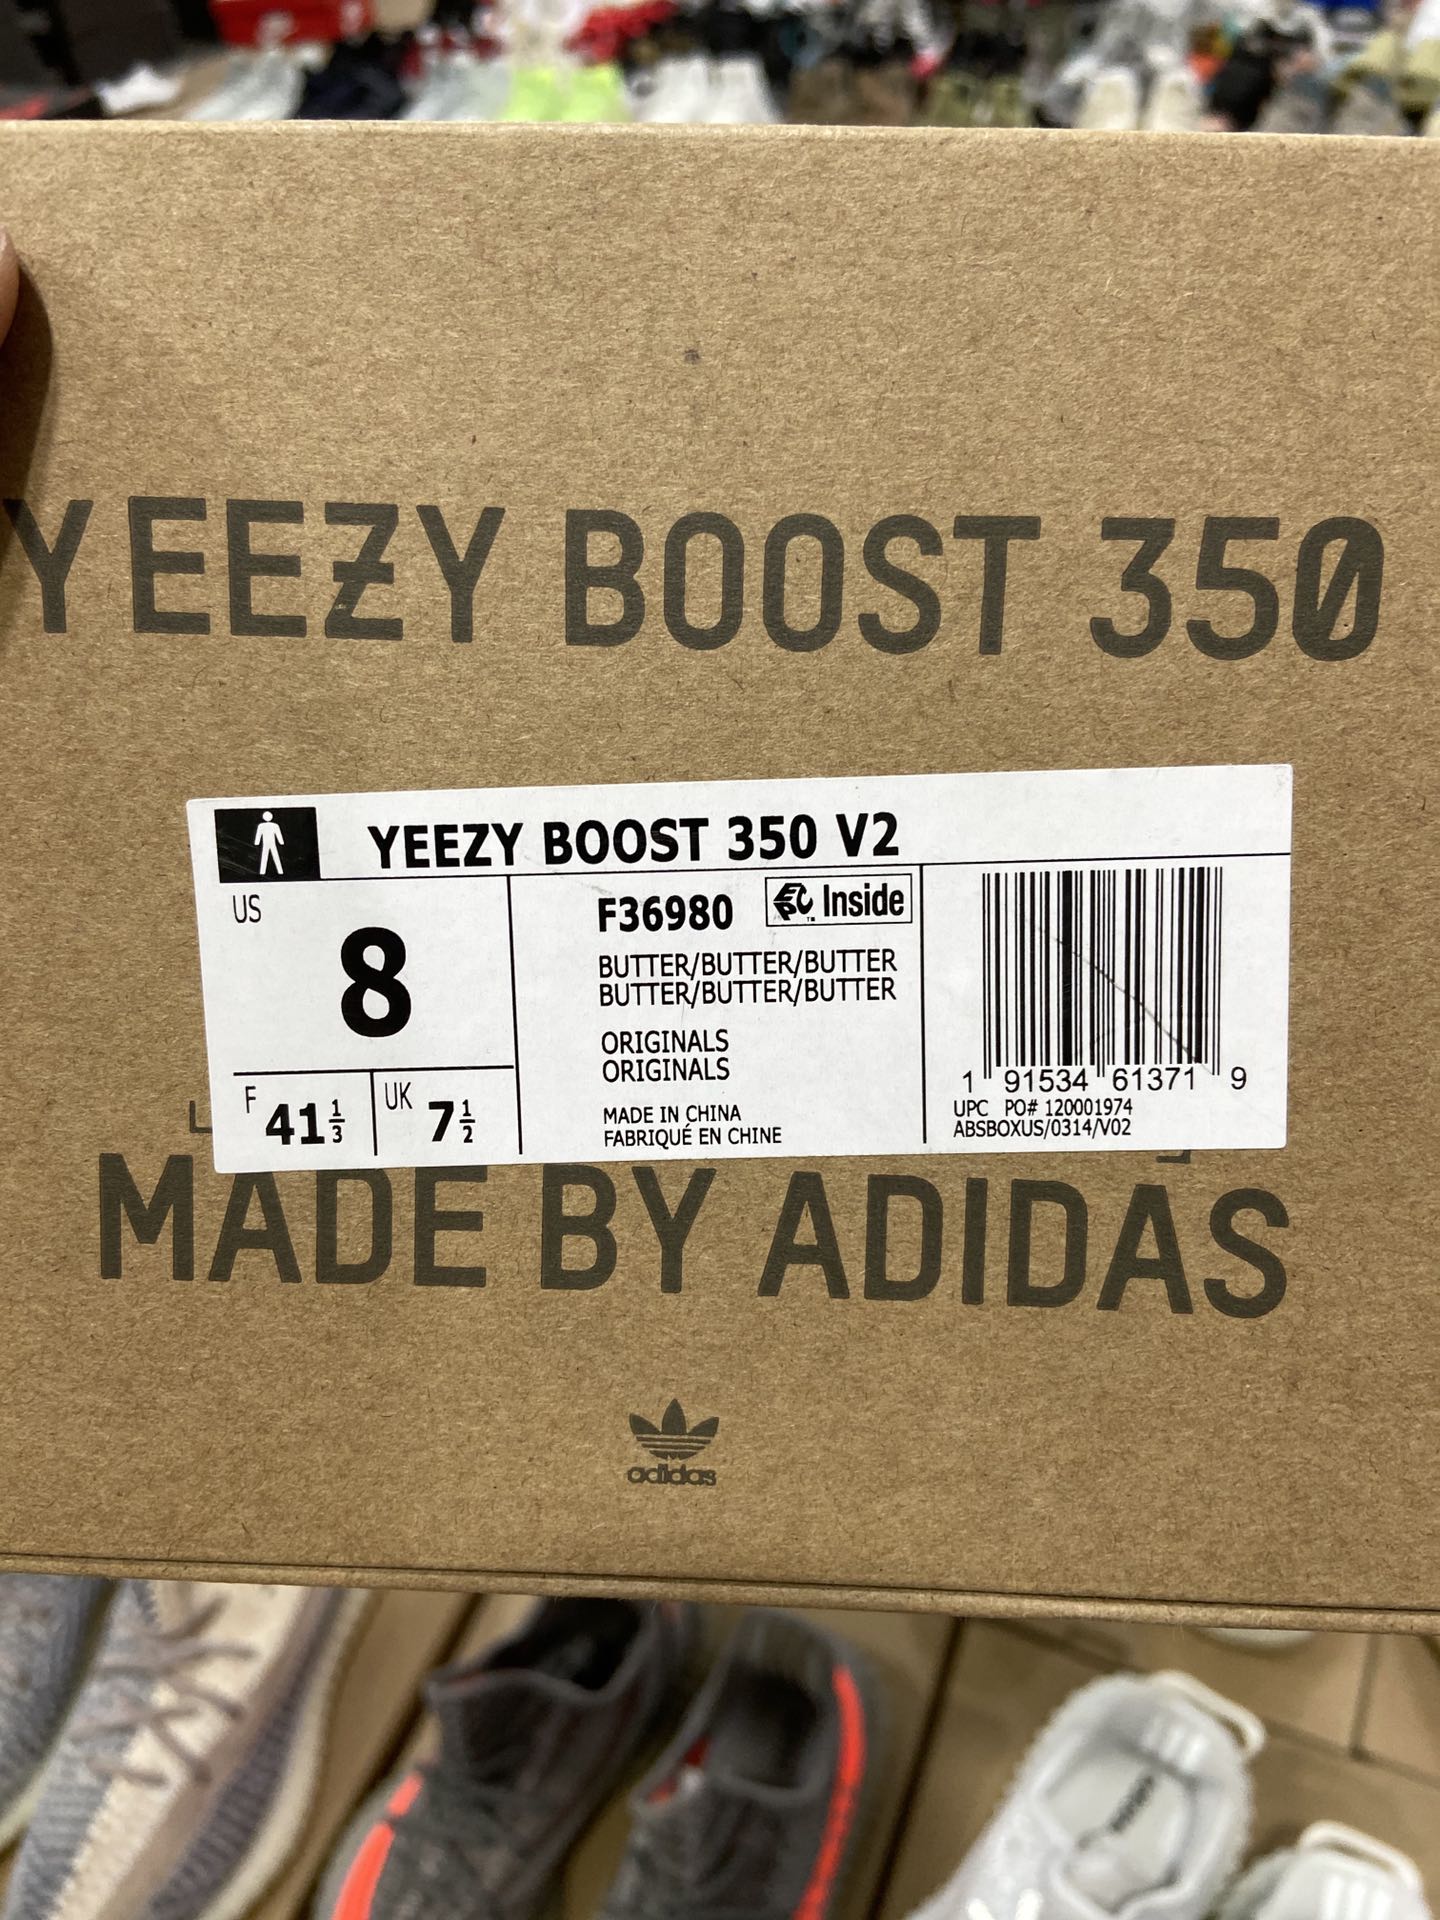 YEEZY BOOST 350
YEEZY BOOST 350 V2
US
8
F 41 1/3
UK 7 1/2
F36980
EPC Inside
™
BUTTER/BUTTER/BUTTER
BUTTER/BUTTER/BUTTER
ORIGINALS
ORIGINALS
MADE IN CHINA
FABRIQUÉ EN CHINE
1 91534 61371 9
UPC PO# 120001974
ABSBOXUS/0314/V02
MADE BY ADIDAS
adidas